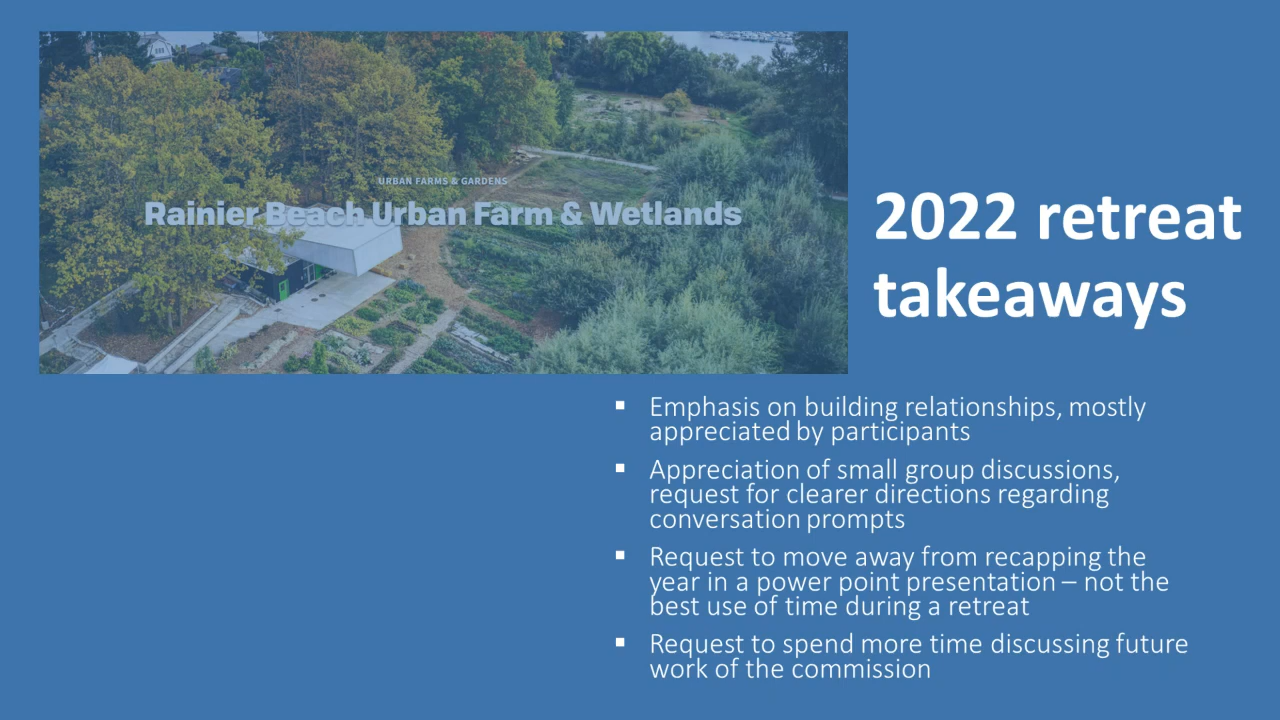 URBAN FARMS & GARDENS
Rainier Beach Urban Farm & Wetlands
2022 retreat
takeaways
▪ Emphasis on building relationships, mostly
appreciated by participants
▪ Appreciation of small group discussions,
request for clearer directions regarding
conversation prompts
▪ Request to move away from recapping the
year in a power point presentation – not the
best use of time during a retreat
▪ Request to spend more time discussing future
work of the commission